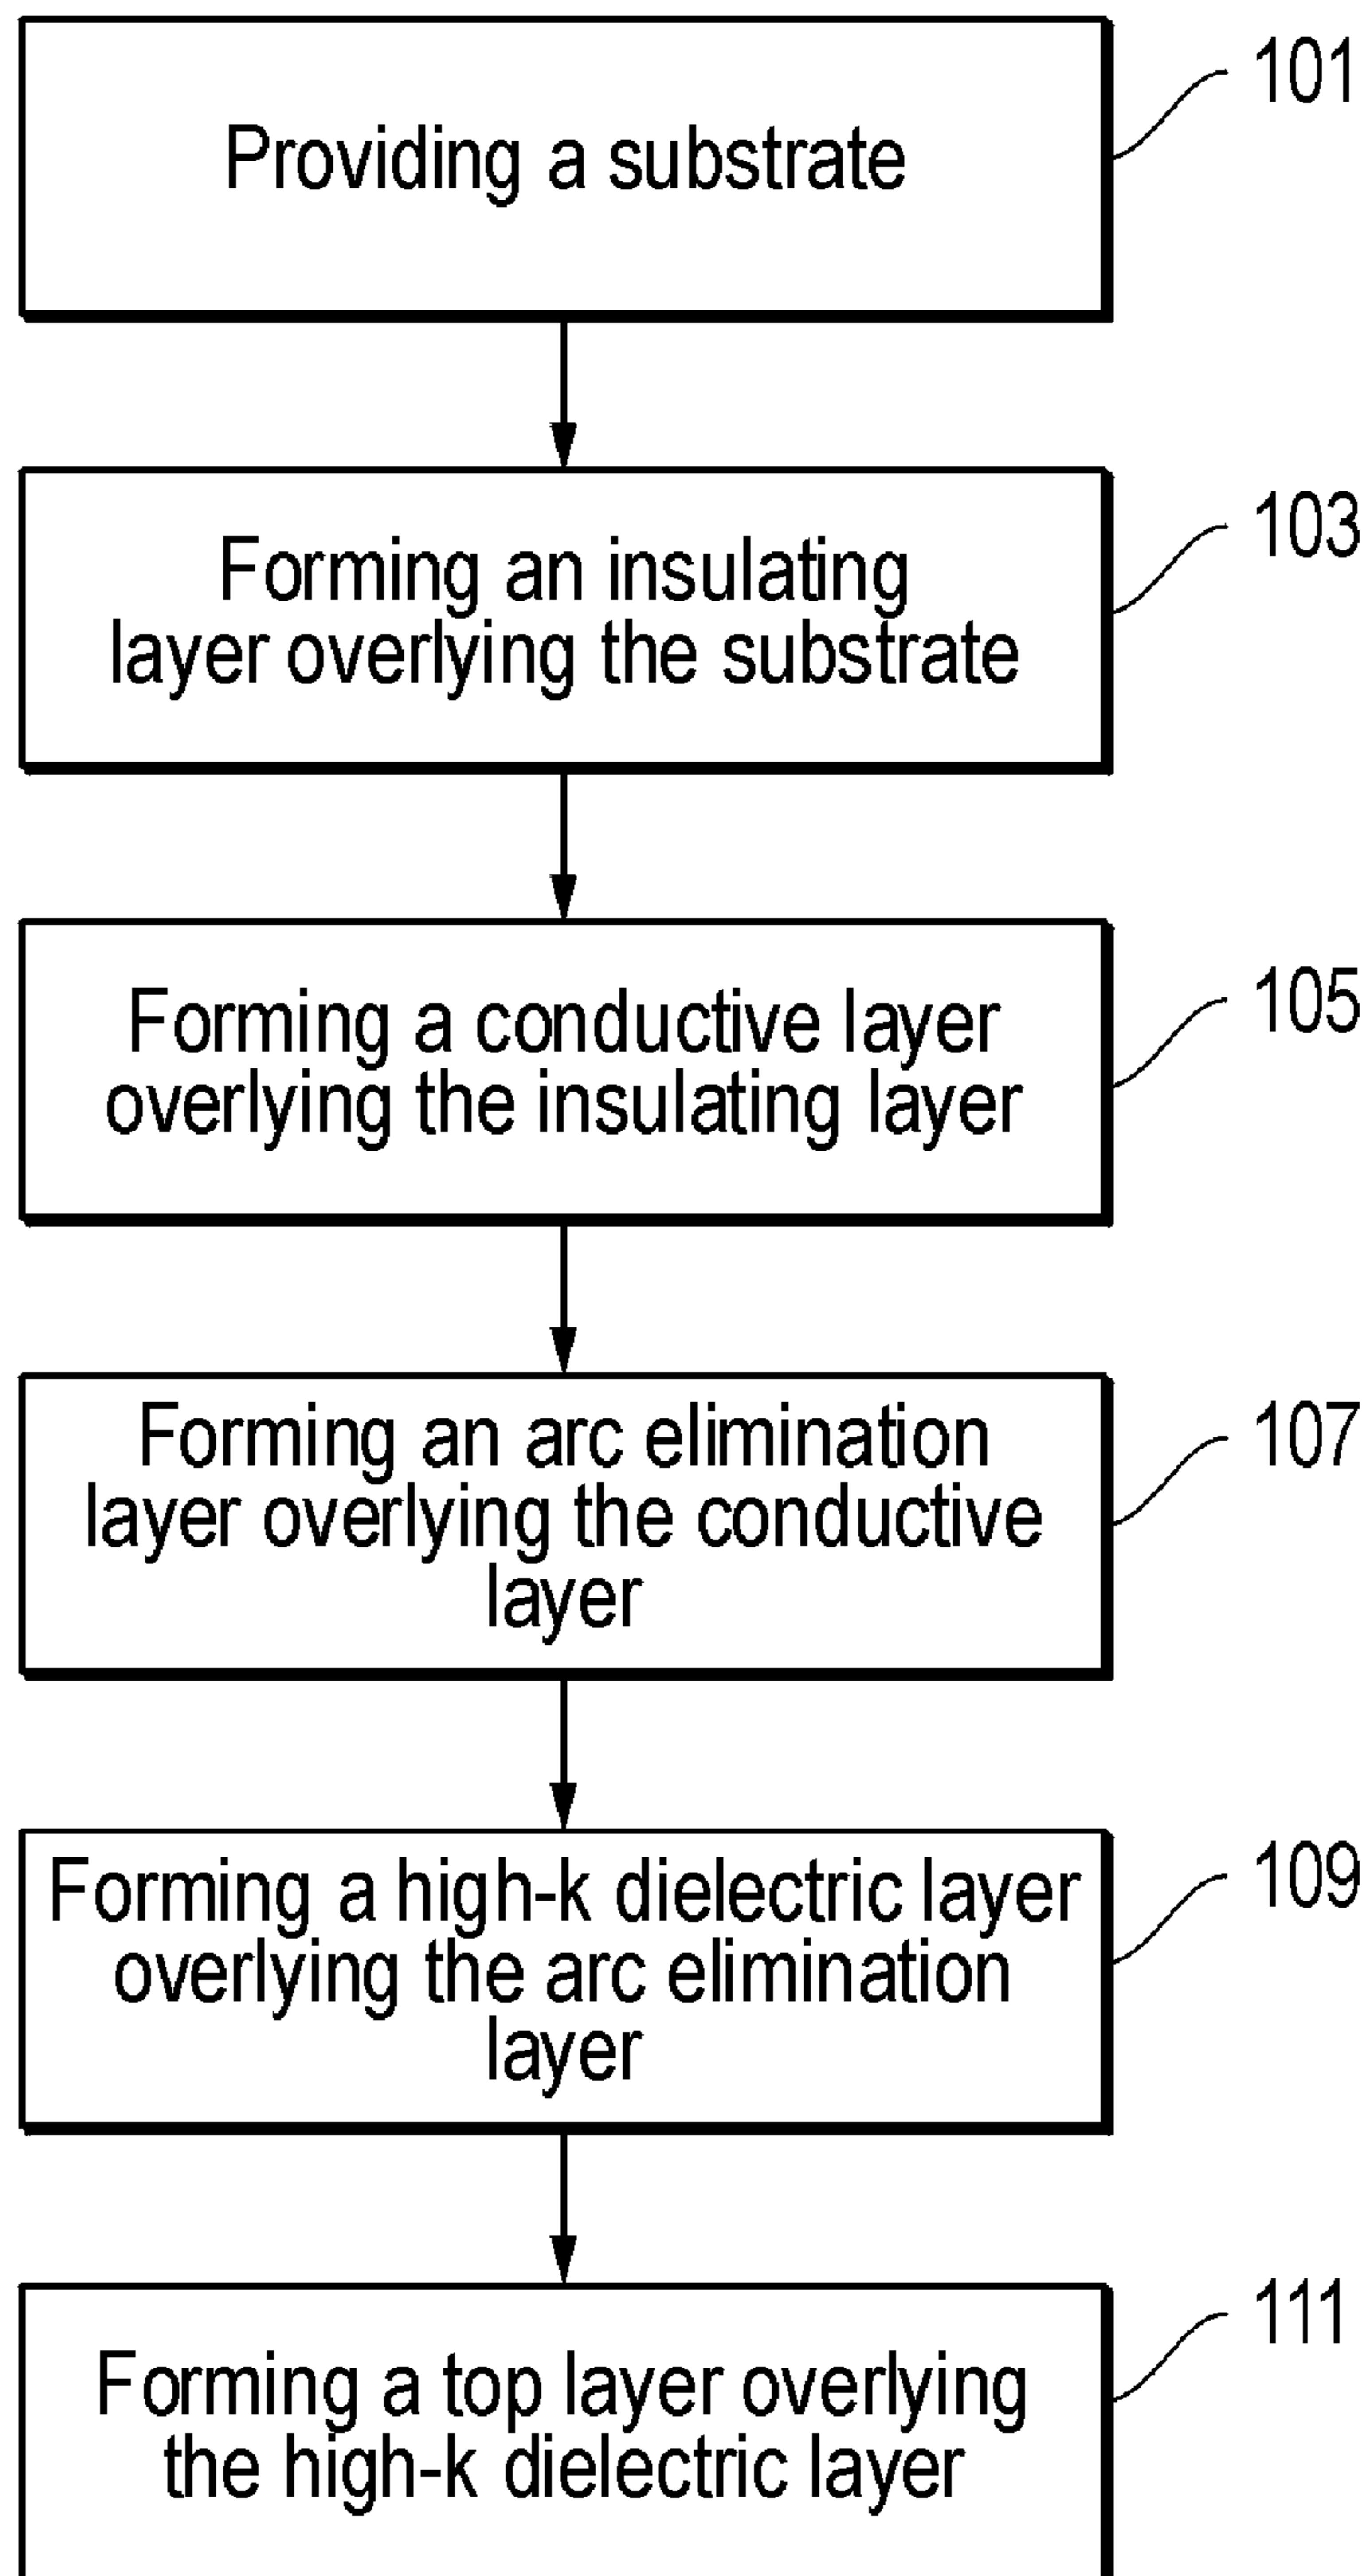 Providing a substrate
101
Forming an insulating
layer overlying the substrate
103
Forming a conductive layer
overlying the insulating layer
105
Forming an arc elimination
layer overlying the conductive
layer
107
Forming a high-k dielectric layer
overlying the arc elimination
layer
109
Forming a top layer overlying
the high-k dielectric layer
111